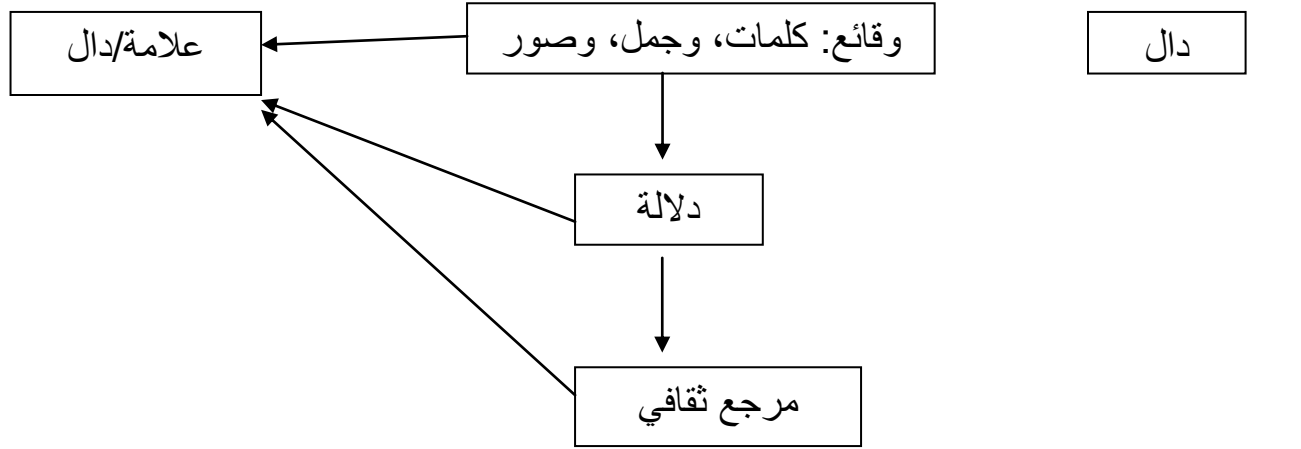 دال
وقائع: كلمات، وجمل، وصور
علامة/دال
دلالة
مرجع ثقافي